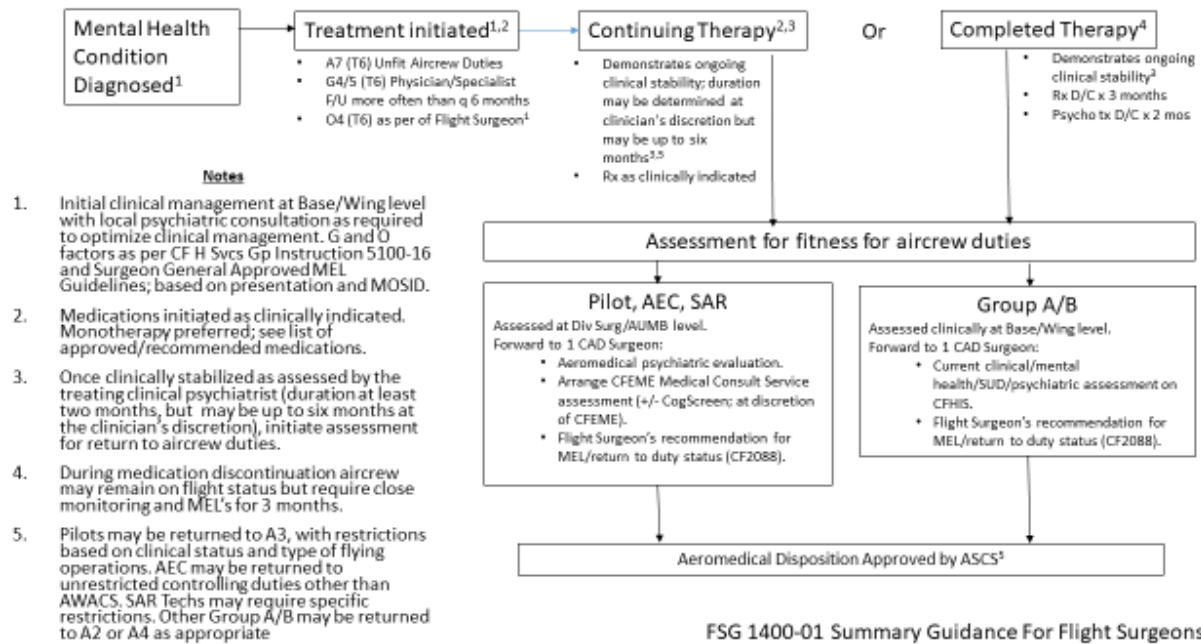 Mental Health
Condition
Diagnosed1
Treatment initiated1,2
• A7 (T6) Unfit Aircrew Duties
• G4/5 (T6) Physician/Specialist
F/U more often than q 6 months
• O4 (T6) as per of Flight Surgeon1
Continuing Therapy2,3
• Demonstrates ongoing
clinical stability; duration
may be determined at
clinician's discretion but
may be up to six
months3,5
• Rx as clinically indicated
Or
Completed Therapy4
• Demonstrates ongoing
clinical stability3
• Rx D/C x 3 months
• Psycho tx D/C x 2 mos
Notes
1. Initial clinical management at Base/Wing level
with local psychiatric consultation as required
to optimize clinical management. G and O
factors as per CF H Svcs Gp Instruction 5100-16
and Surgeon General Approved MEL
Guidelines; based on presentation and MOSID.
2. Medications initiated as clinically indicated.
Monotherapy preferred; see list of
approved/recommended medications.
3. Once clinically stabilized as assessed by the
treating clinical psychiatrist (duration at least
two months, but may be up to six months at
the clinician's discretion), initiate assessment
for return to aircrew duties.
4. During medication discontinuation aircrew
may remain on flight status but require close
monitoring and MEL's for 3 months.
5. Pilots may be returned to A3, with restrictions
based on clinical status and type of flying
operations. AEC may be returned to
unrestricted controlling duties other than
AWACS. SAR Techs may require specific
restrictions. Other Group A/B may be returned
to A2 or A4 as appropriate
Assessment for fitness for aircrew duties
Pilot, AEC, SAR
Assessed at Div Surg/AUMB level.
Forward to 1 CAD Surgeon:
• Aeromedical psychiatric evaluation.
• Arrange CFEME Medical Consult Service
assessment (+/- CogScreen; at discretion
of CFEME).
• Flight Surgeon's recommendation for
MEL/return to duty status (CF2088).
Group A/B
Assessed clinically at Base/Wing level.
Forward to 1 CAD Surgeon:
• Current clinical/mental
health/SUD/psychiatric assessment on
CFHIS.
• Flight Surgeon's recommendation for
MEL/return to duty status (CF2088).
Aeromedical Disposition Approved by ASCS5
FSG 1400-01 Summary Guidance For Flight Surgeons